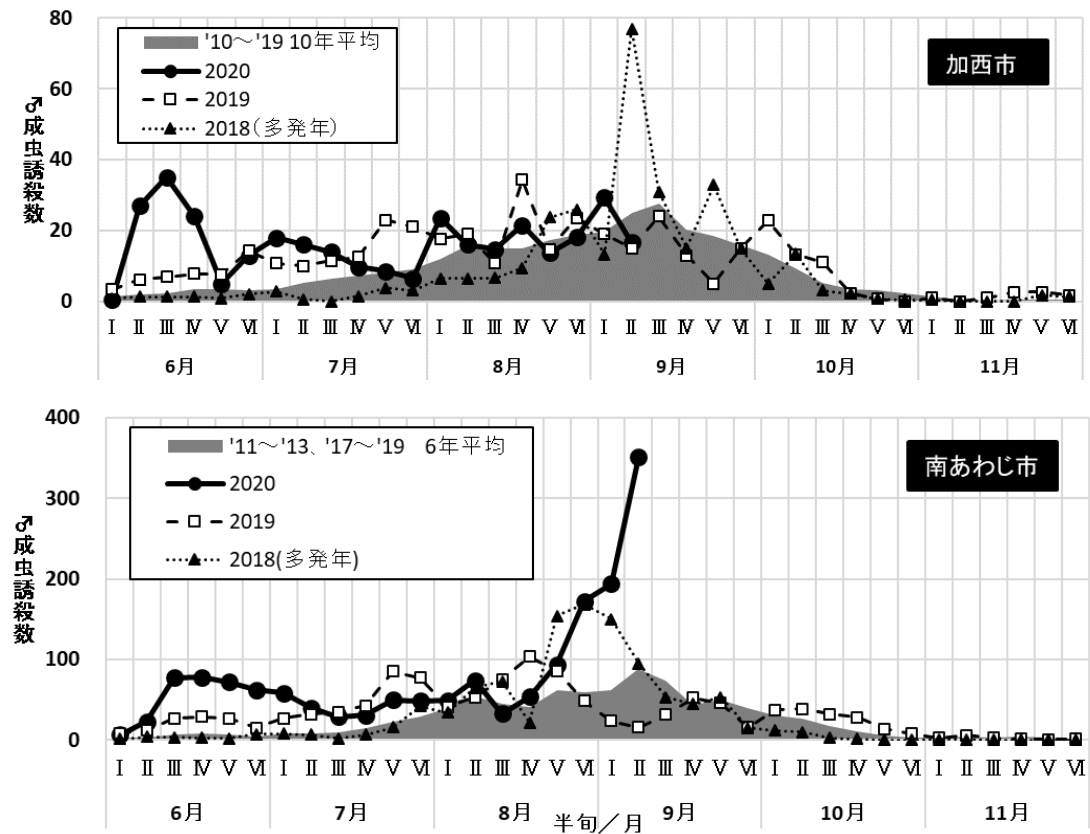 80
60
40
20
0
♂成虫誘殺数
'10～'19 10年平均
2020
2019
2018(多発年)
加西市
Ⅰ Ⅱ Ⅲ Ⅳ Ⅴ Ⅵ Ⅰ Ⅱ Ⅲ Ⅳ Ⅴ Ⅵ Ⅰ Ⅱ Ⅲ Ⅳ Ⅴ Ⅵ Ⅰ Ⅱ Ⅲ Ⅳ Ⅴ Ⅵ Ⅰ Ⅱ Ⅲ Ⅳ Ⅴ Ⅵ Ⅰ Ⅱ Ⅲ Ⅳ Ⅴ Ⅵ
6月 7月 8月 9月 10月 11月
400
300
200
100
0
♂成虫誘殺数
'11～'13、'17～'19 6年平均
2020
2019
2018(多発年)
南あわじ市
Ⅰ Ⅱ Ⅲ Ⅳ Ⅴ Ⅵ Ⅰ Ⅱ Ⅲ Ⅳ Ⅴ Ⅵ Ⅰ Ⅱ Ⅲ Ⅳ Ⅴ Ⅵ Ⅰ Ⅱ Ⅲ Ⅳ Ⅴ Ⅵ Ⅰ Ⅱ Ⅲ Ⅳ Ⅴ Ⅵ Ⅰ Ⅱ Ⅲ Ⅳ Ⅴ Ⅵ
6月 7月 8月 9月 10月 11月
半旬／月